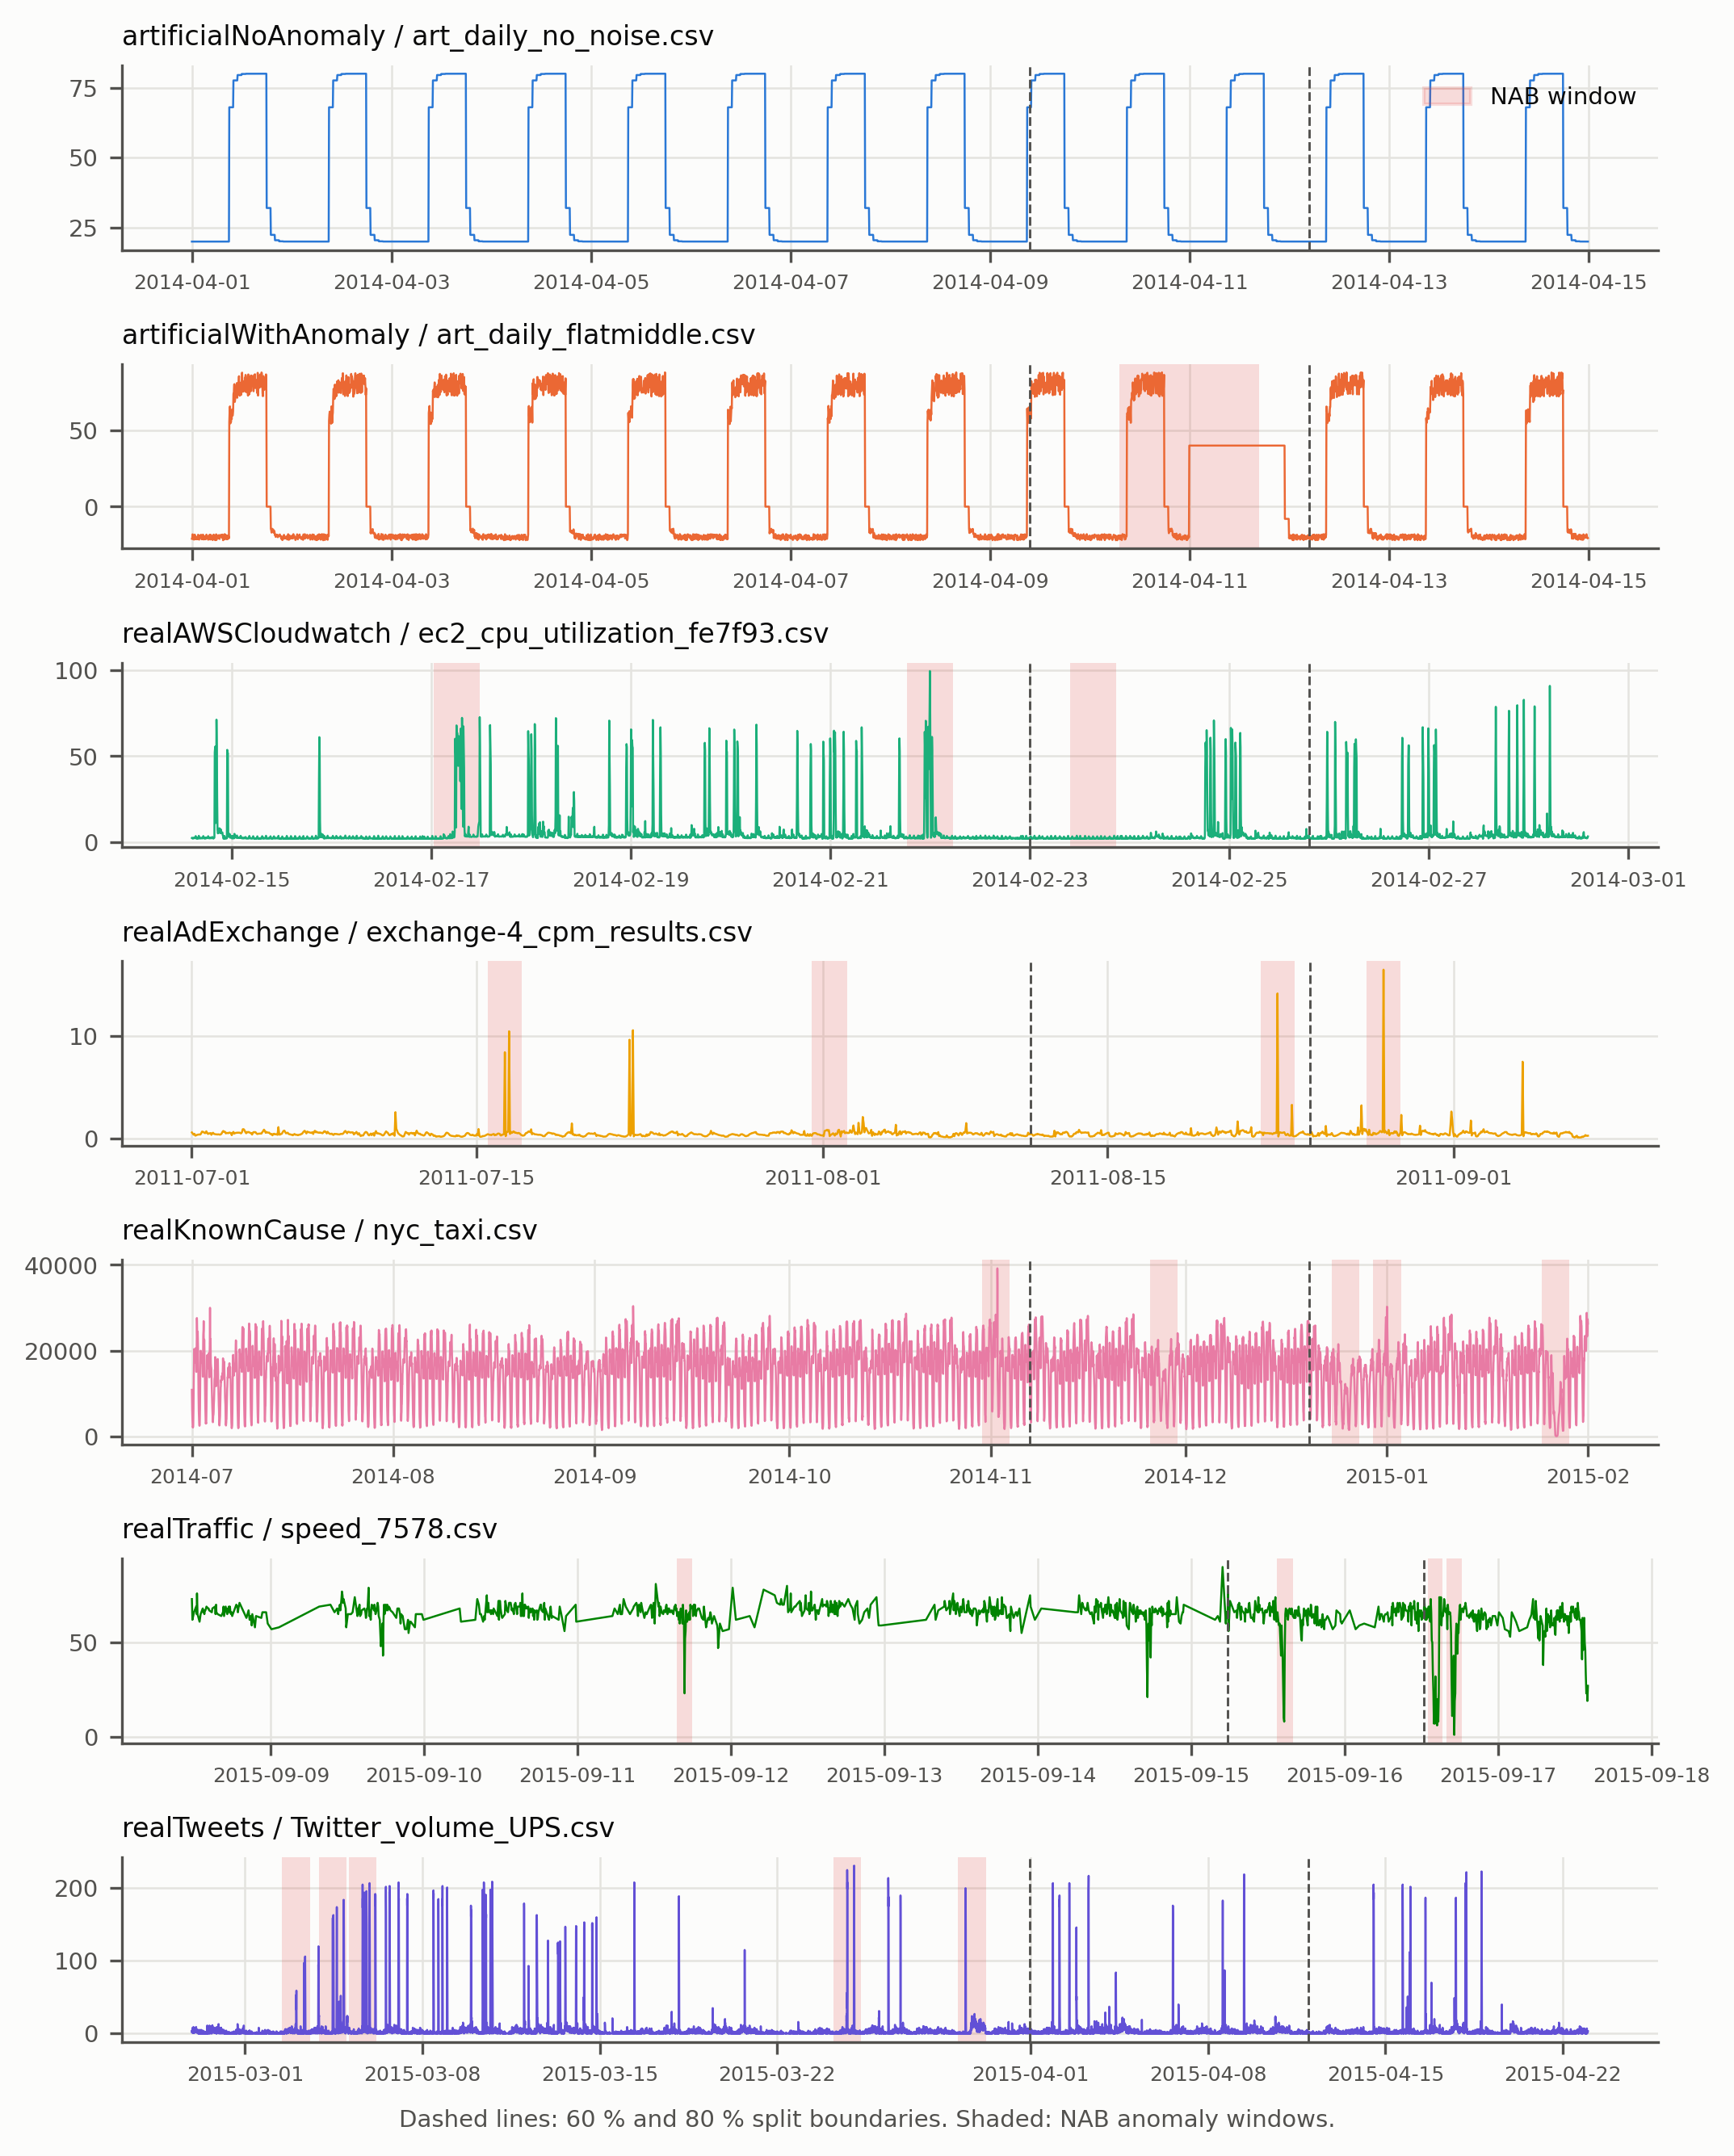 artificialNoAnomaly / art_daily_no_noise.csv
75
50
25
NAB window
2014-04-01 2014-04-03 2014-04-05 2014-04-07 2014-04-09 2014-04-11 2014-04-13 2014-04-15
artificialWithAnomaly / art_daily_flatmiddle.csv
50
0
2014-04-01 2014-04-03 2014-04-05 2014-04-07 2014-04-09 2014-04-11 2014-04-13 2014-04-15
realAWSCloudwatch / ec2_cpu_utilization_fe7f93.csv
100
50
0
2014-02-15 2014-02-17 2014-02-19 2014-02-21 2014-02-23 2014-02-25 2014-02-27 2014-03-01
realAdExchange / exchange-4_cpm_results.csv
10
0
2011-07-01 2011-07-15 2011-08-01 2011-08-15 2011-09-01
realKnownCause / nyc_taxi.csv
40000
20000
0
2014-07 2014-08 2014-09 2014-10 2014-11 2014-12 2015-01 2015-02
realTraffic / speed_7578.csv
50
0
2015-09-09 2015-09-10 2015-09-11 2015-09-12 2015-09-13 2015-09-14 2015-09-15 2015-09-16 2015-09-17 2015-09-18
realTweets / Twitter_volume_UPS.csv
200
100
0
2015-03-01 2015-03-08 2015-03-15 2015-03-22 2015-04-01 2015-04-08 2015-04-15 2015-04-22
Dashed lines: 60 % and 80 % split boundaries. Shaded: NAB anomaly windows.